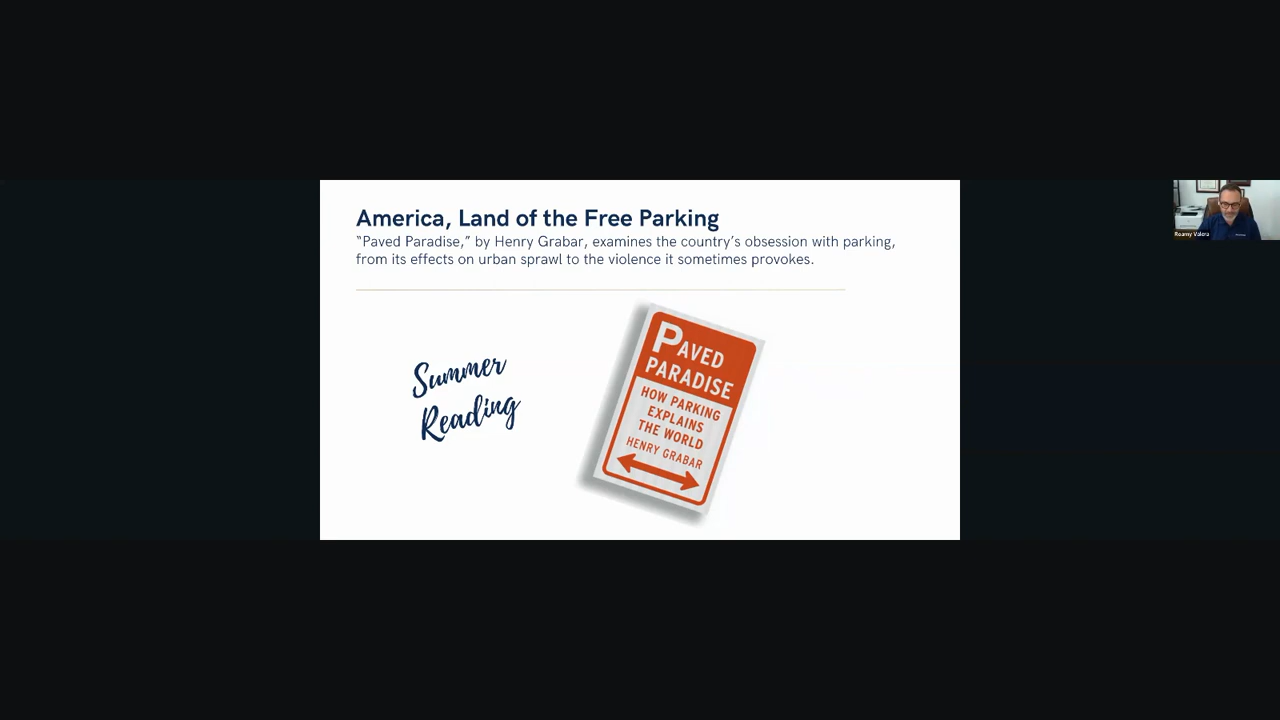 America, Land of the Free Parking
“Paved Paradise,” by Henry Grabar, examines the country’s obsession with parking,
from its effects on urban sprawl to the violence it sometimes provokes.
Summer
Reading
PAVED
PARADISE
HOW PARKING
EXPLAINS
THE WORLD
HENRY GRABAR
Roamy Valera